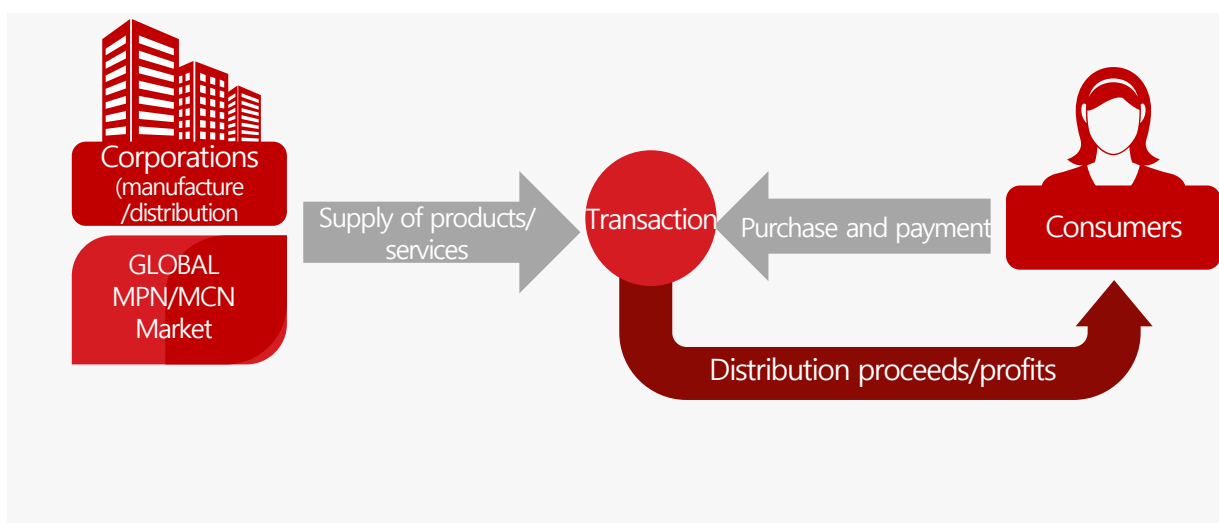 Corporations
(manufacture
/distribution
GLOBAL
MPN/MCN
Market
Supply of products/
services
Transaction
Purchase and payment
Consumers
Distribution proceeds/profits